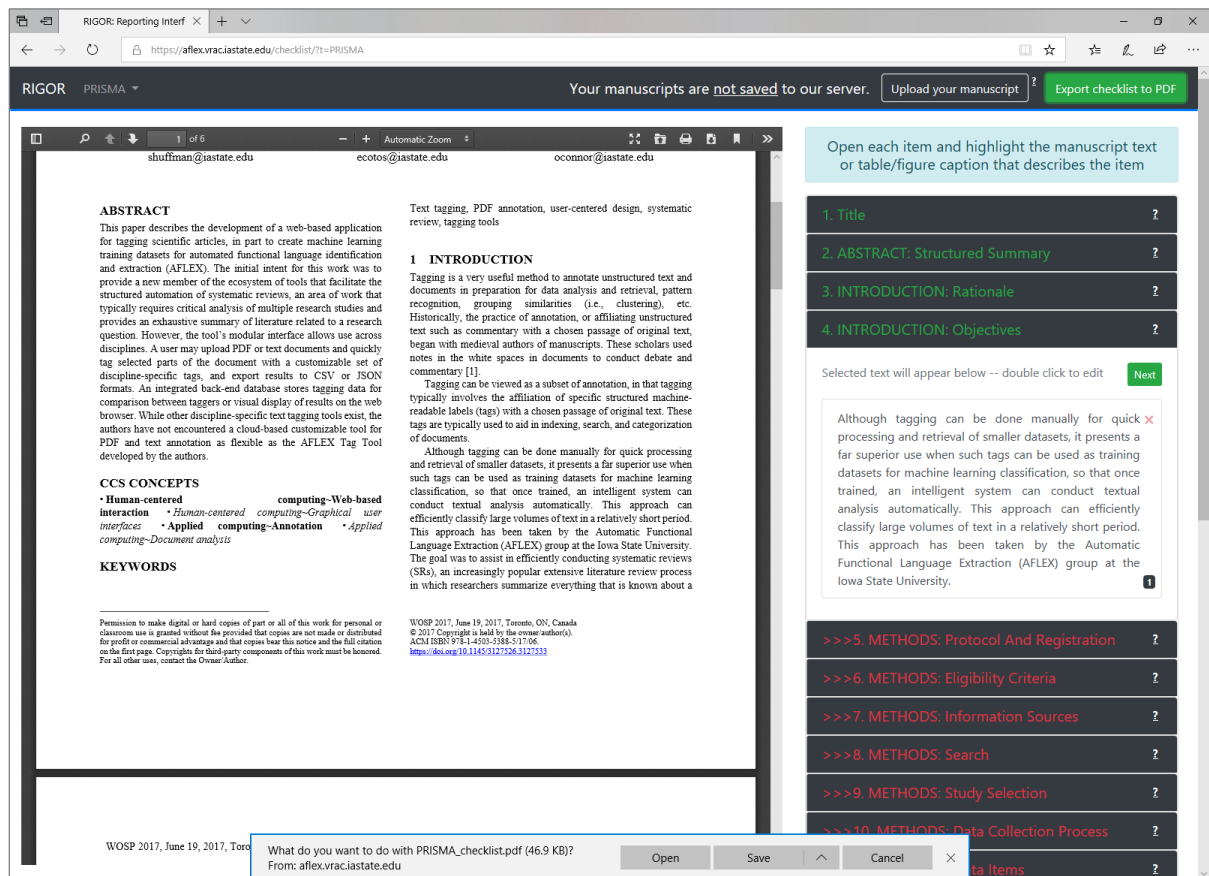 RIGOR: Reporting Interf
https://aflex.vrac.iastate.edu/checklist/?t=PRISMA
RIGOR PRISMA
Your manuscripts are not saved to our server.
Upload your manuscript
?
Export checklist to PDF
1 of 6
Automatic Zoom
shuffman@iastate.edu ecotos@iastate.edu oconnor@iastate.edu
ABSTRACT
This paper describes the development of a web-based application
for tagging scientific articles, in part to create machine learning
training datasets for automated functional language identification
and extraction (AFLEX). The initial intent for this work was to
provide a new member of the ecosystem of tools that facilitate the
structured automation of systematic reviews, an area of work that
typically requires critical analysis of multiple research studies and
provides an exhaustive summary of literature related to a research
question. However, the tool's modular interface allows use across
disciplines. A user may upload PDF or text documents and quickly
tag selected parts of the document with a customizable set of
discipline-specific tags, and export results to CSV or JSON
formats. An integrated back-end database stores tagging data for
comparison between taggers or visual display of results on the web
browser. While other discipline-specific text tagging tools exist, the
authors have not encountered a cloud-based customizable tool for
PDF and text annotation as flexible as the AFLEX Tag Tool
developed by the authors.
CCS CONCEPTS
• Human-centered computing~Web-based
interaction • Human-centered computing~Graphical user
interfaces • Applied computing~Annotation • Applied
computing~Document analysis
KEYWORDS
Permission to make digital or hard copies of part or all of this work for personal or
classroom use is granted without fee provided that copies are not made or distributed
for profit or commercial advantage and that copies bear this notice and the full citation
on the first page. Copyrights for third-party components of this work must be honored.
For all other uses, contact the Owner/Author.
Text tagging, PDF annotation, user-centered design, systematic
review, tagging tools
1 INTRODUCTION
Tagging is a very useful method to annotate unstructured text and
documents in preparation for data analysis and retrieval, pattern
recognition, grouping similarities (i.e., clustering), etc.
Historically, the practice of annotation, or affiliating unstructured
text such as commentary with a chosen passage of original text,
began with medieval authors of manuscripts. These scholars used
notes in the white spaces in documents to conduct debate and
commentary [1].
Tagging can be viewed as a subset of annotation, in that tagging
typically involves the affiliation of specific structured machine-
readable labels (tags) with a chosen passage of original text. These
tags are typically used to aid in indexing, search, and categorization
of documents.
Although tagging can be done manually for quick processing
and retrieval of smaller datasets, it presents a far superior use when
such tags can be used as training datasets for machine learning
classification, so that once trained, an intelligent system can
conduct textual analysis automatically. This approach can
efficiently classify large volumes of text in a relatively short period.
This approach has been taken by the Automatic Functional
Language Extraction (AFLEX) group at the Iowa State University.
The goal was to assist in efficiently conducting systematic reviews
(SRs), an increasingly popular extensive literature review process
in which researchers summarize everything that is known about a
WOSP 2017, June 19, 2017, Toronto, ON, Canada
© 2017 Copyright is held by the owner/author(s).
ACM ISBN 978-1-4503-5388-5/17/06.
https://doi.org/10.1145/3127526.3127533
WOSP 2017, June 19, 2017, Toro
Open each item and highlight the manuscript text
or table/figure caption that describes the item
1. Title ?
2. ABSTRACT: Structured Summary ?
3. INTRODUCTION: Rationale ?
4. INTRODUCTION: Objectives ?
Selected text will appear below -- double click to edit
Next
Although tagging can be done manually for quick
processing and retrieval of smaller datasets, it presents a
far superior use when such tags can be used as training
datasets for machine learning classification, so that once
trained, an intelligent system can conduct textual
analysis automatically. This approach can efficiently
classify large volumes of text in a relatively short period.
This approach has been taken by the Automatic
Functional Language Extraction (AFLEX) group at the
Iowa State University.
1
>>>5. METHODS: Protocol And Registration ?
>>>6. METHODS: Eligibility Criteria ?
>>>7. METHODS: Information Sources ?
>>>8. METHODS: Search ?
>>>9. METHODS: Study Selection ?
>>>10. METHODS: Data Collection Process ?
ta Items ?
What do you want to do with PRISMA_checklist.pdf (46.9 KB)?
From: aflex.vrac.iastate.edu
Open
Save
Cancel